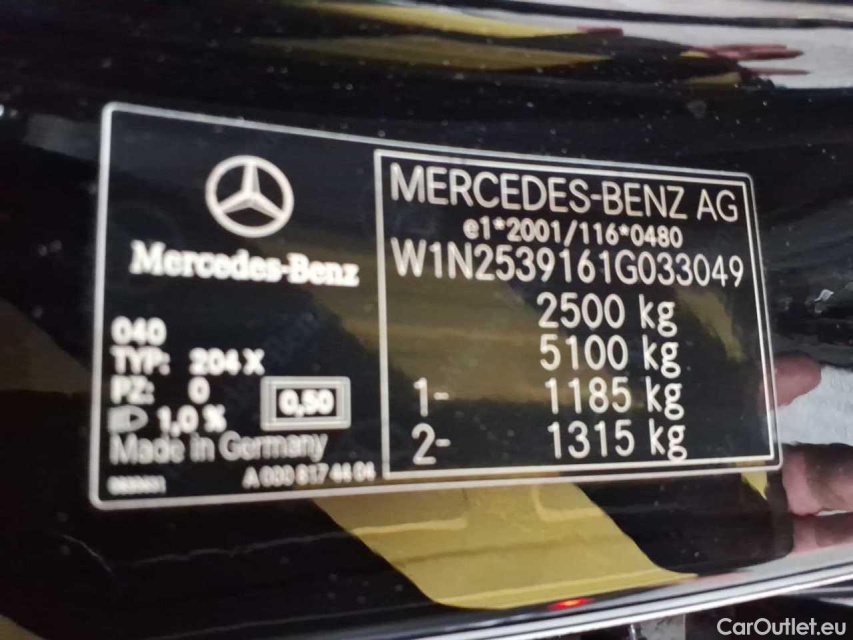 Mercedes-Benz
040
TYP: 204 X
PZ: 0
1,0 %
0,50
Made in Germany
A 000 817 44 04
MERCEDES-BENZ AG
e1*2001/116*0480
W1N2539161G033049
2500 kg
5100 kg
1- 1185 kg
2- 1315 kg
CarOutlet.eu